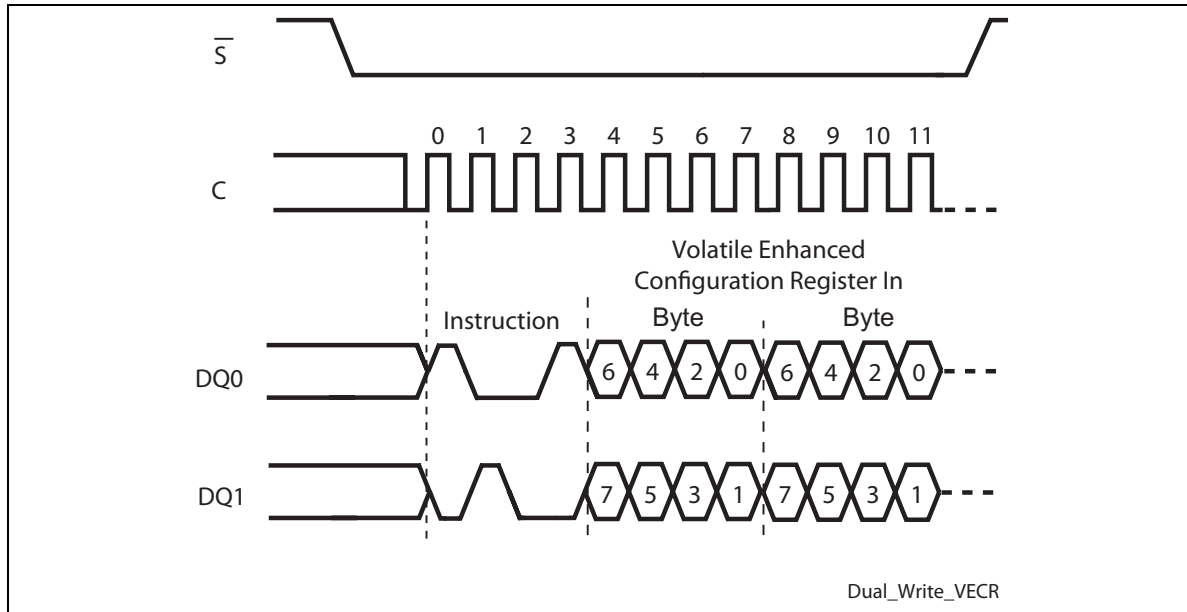 S
0 1 2 3 4 5 6 7 8 9 10 11
C
Volatile Enhanced
Configuration Register In
Instruction Byte Byte
DQ0 6 4 2 0 6 4 2 0
DQ1 7 5 3 1 7 5 3 1
Dual_Write_VECR